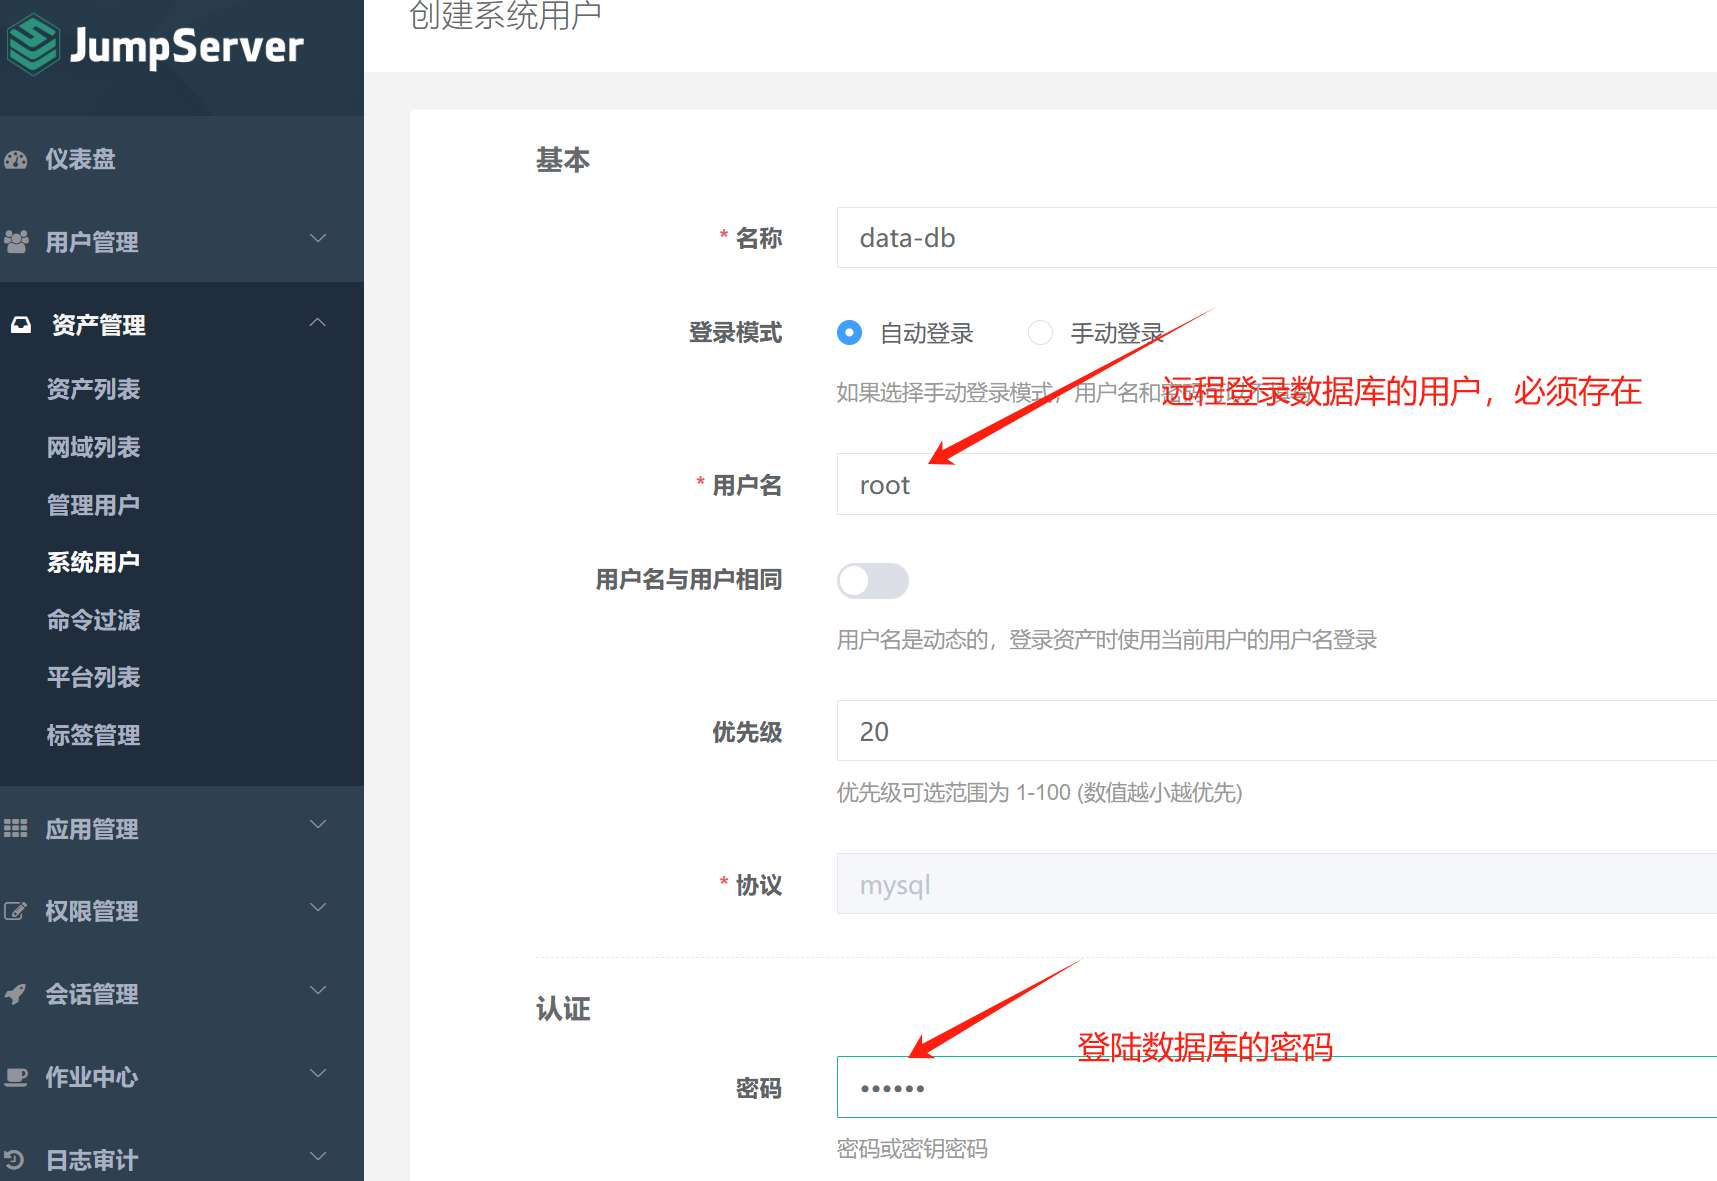 JumpServer
仪表盘
用户管理
资产管理
资产列表
网域列表
管理用户
系统用户
命令过滤
平台列表
标签管理
应用管理
权限管理
会话管理
作业中心
日志审计
创建系统用户
基本
* 名称
data-db
登录模式
自动登录
手动登录
如果选择手动登录模式，用户名和密码可以不填写
远程登录数据库的用户，必须存在
* 用户名
root
用户名与用户相同
用户名是动态的，登录资产时使用当前用户的用户名登录
优先级
20
优先级可选范围为 1-100 (数值越小越优先)
* 协议
mysql
认证
登陆数据库的密码
密码
••••••
密码或密钥密码